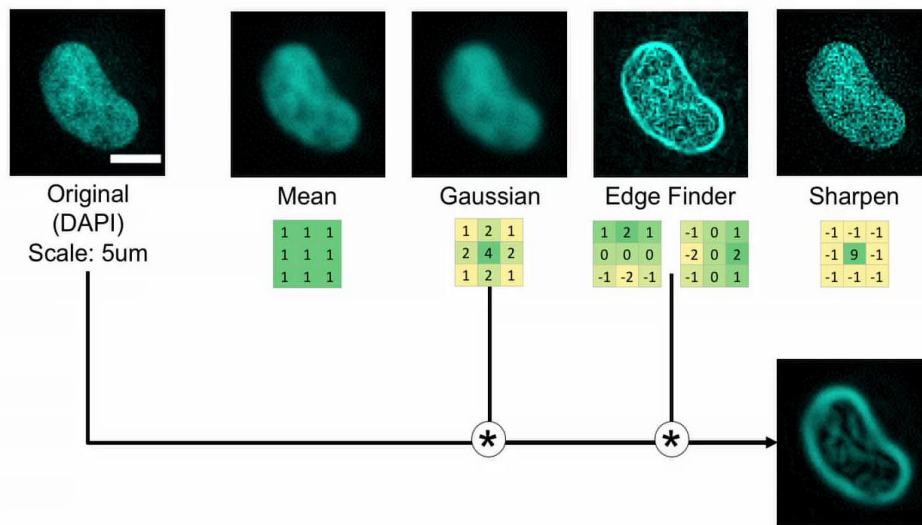 Original
(DAPI)
Scale: 5um
Mean
Gaussian
Edge Finder
Sharpen
1 1 1
1 1 1
1 1 1
1 2 1
2 4 2
1 2 1
1 2 1
0 0 0
-1 -2 -1
-1 0 1
-2 0 2
-1 0 1
-1 -1 -1
-1 9 -1
-1 -1 -1
* *